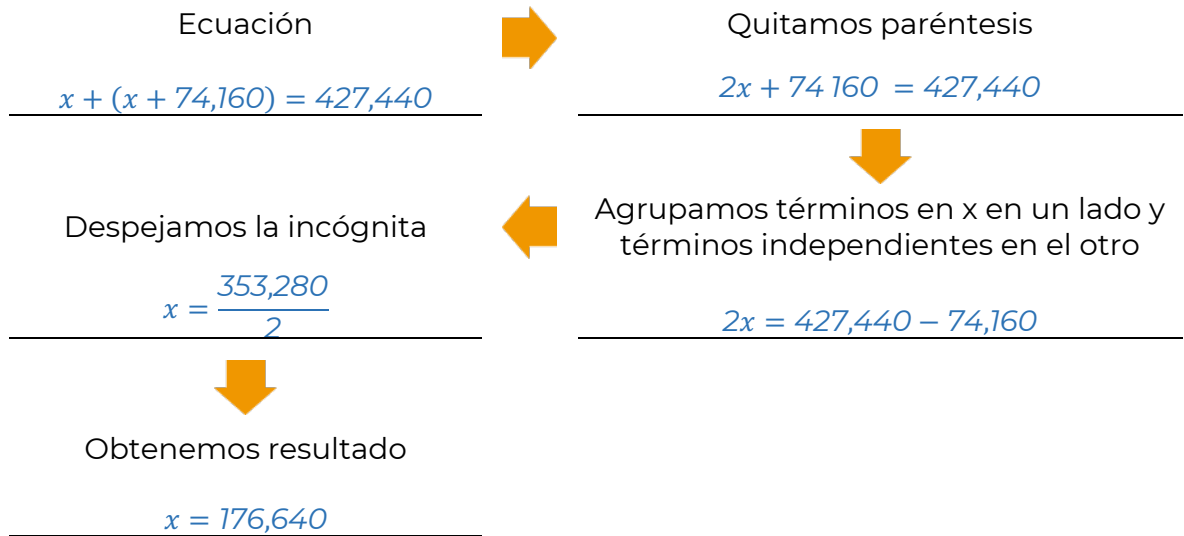 Ecuación
x + (x + 74,160) = 427,440
Quitamos paréntesis
2x + 74 160 = 427,440
Agrupamos términos en x en un lado y
términos independientes en el otro
2x = 427,440 − 74,160
Despejamos la incógnita
x = 353,280
2
Obtenemos resultado
x = 176,640